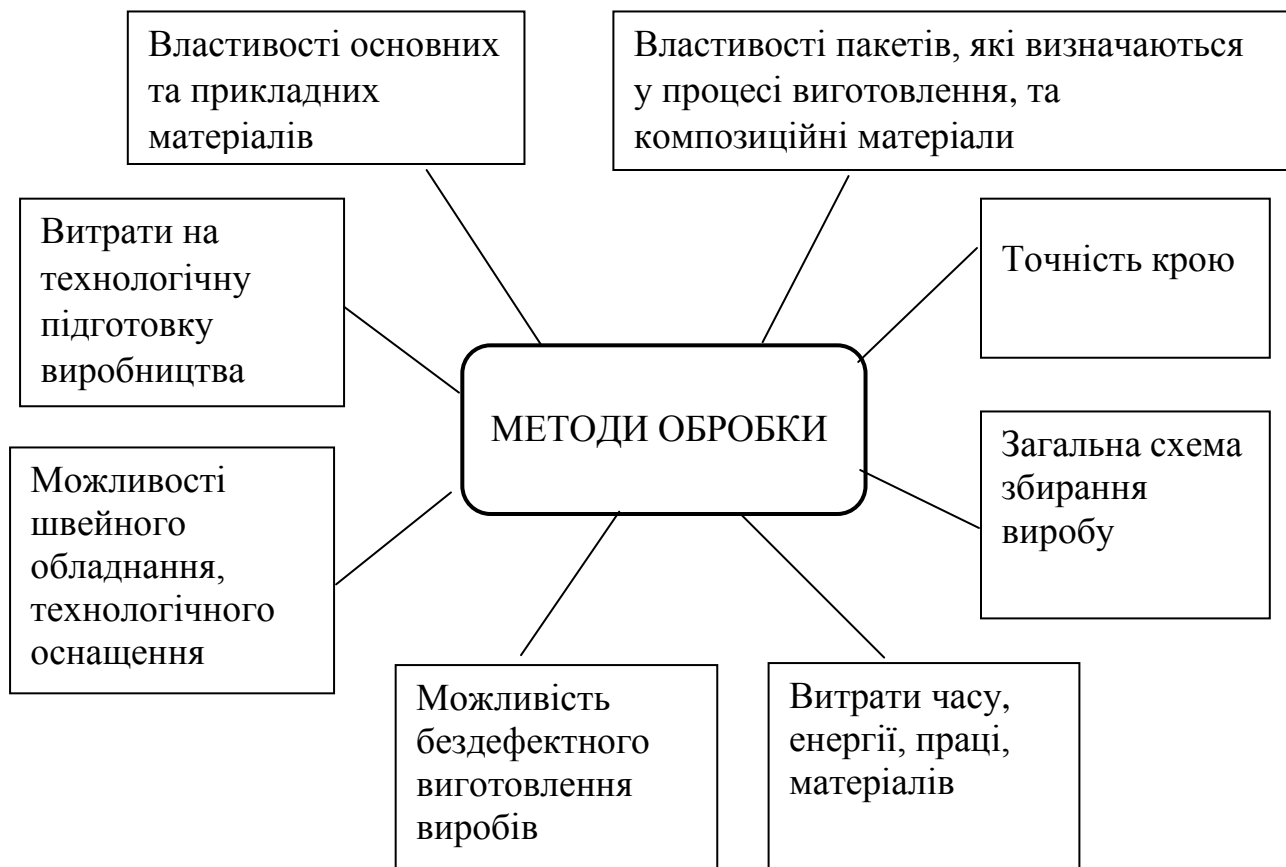 Властивості основних
та прикладних
матеріалів
Властивості пакетів, які визначаються
у процесі виготовлення, та
композиційні матеріали
Витрати на
технологічну
підготовку
виробництва
Точність крою
МЕТОДИ ОБРОБКИ
Можливості
швейного
обладнання,
технологічного
оснащення
Загальна схема
збирання
виробу
Можливість
бездефектного
виготовлення
виробів
Витрати часу,
енергії, праці,
матеріалів